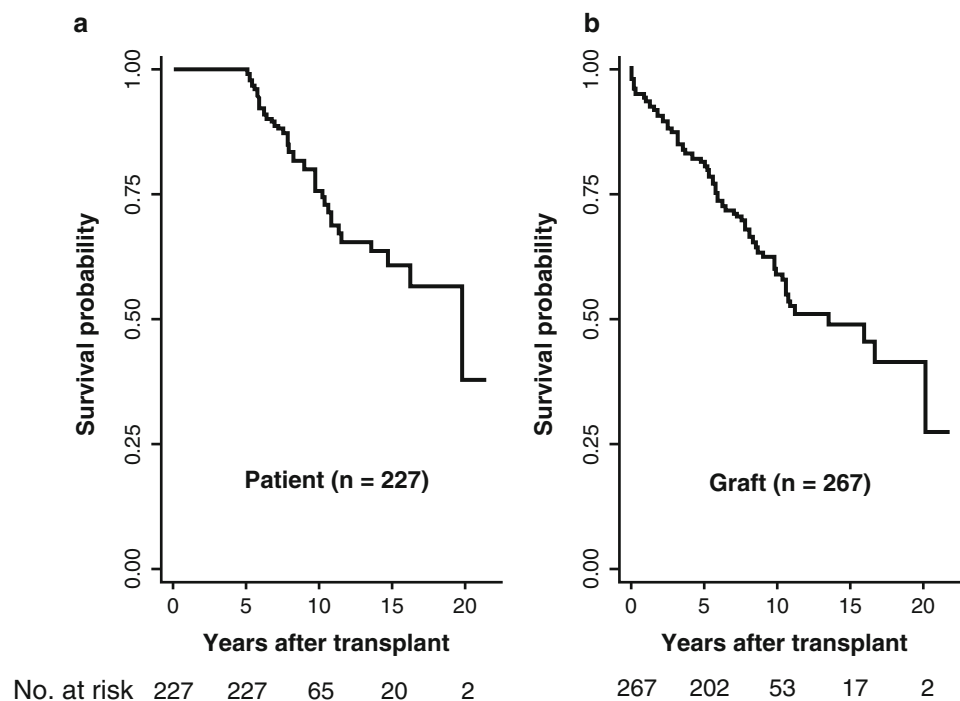 a
1.00
0.75
0.50
0.25
0.00
Survival probability
Patient (n = 227)
0 5 10 15 20
Years after transplant
No. at risk 227 227 65 20 2
b
1.00
0.75
0.50
0.25
0.00
Survival probability
Graft (n = 267)
0 5 10 15 20
Years after transplant
267 202 53 17 2